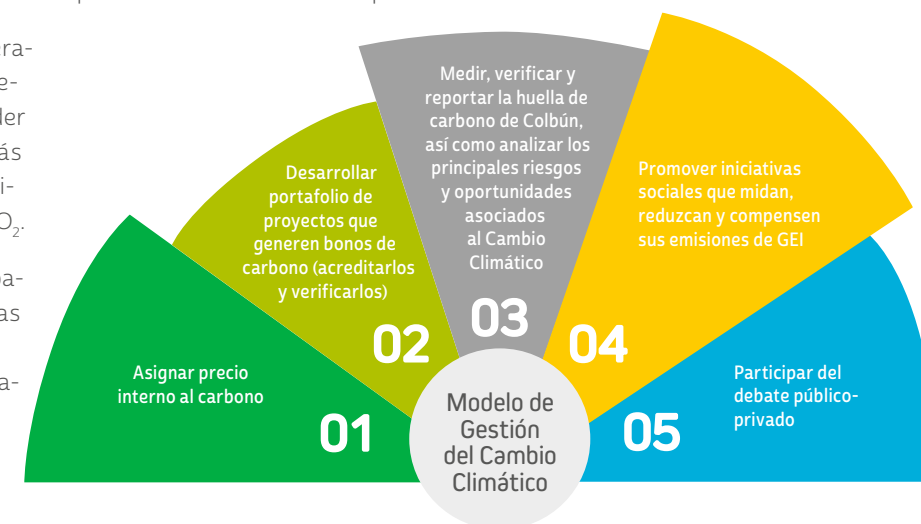 Asignar precio
interno al carbono
01
Desarrollar
portafolio de
proyectos que
generen bonos de
carbono (acreditarlos
y verificarlos)
02
Medir, verificar y
reportar la huella de
carbono de Colbún,
así como analizar los
principales riesgos
y oportunidades
asociados
al Cambio
Climático
03
Promover iniciativas
sociales que midan,
reduzcan y compensen
sus emisiones de GEI
04
Participar del
debate público-
privado
05
Modelo de
Gestión
del Cambio
Climático